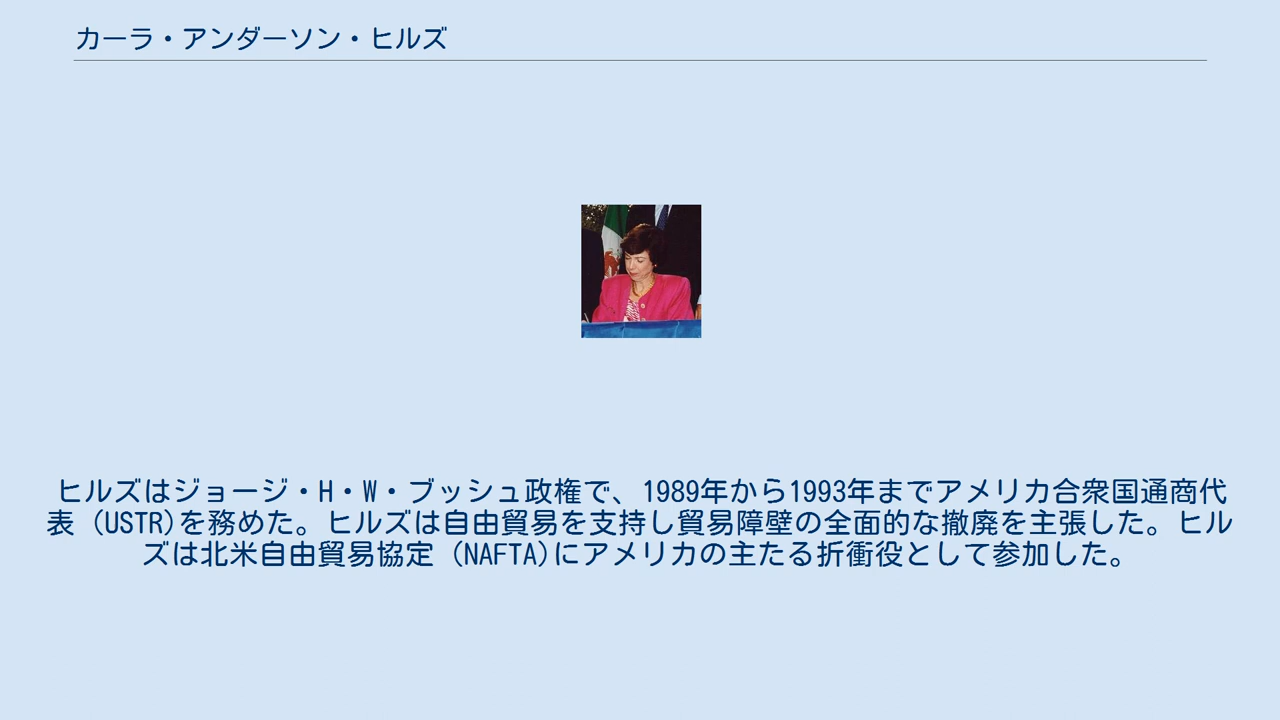 カーラ・アンダーソン・ヒルズ
ヒルズはジョージ・H・W・ブッシュ政権で、1989年から1993年までアメリカ合衆国通商代
表 (USTR)を務めた。ヒルズは自由貿易を支持し貿易障壁の全面的な撤廃を主張した。ヒル
ズは北米自由貿易協定 (NAFTA)にアメリカの主たる折衝役として参加した。